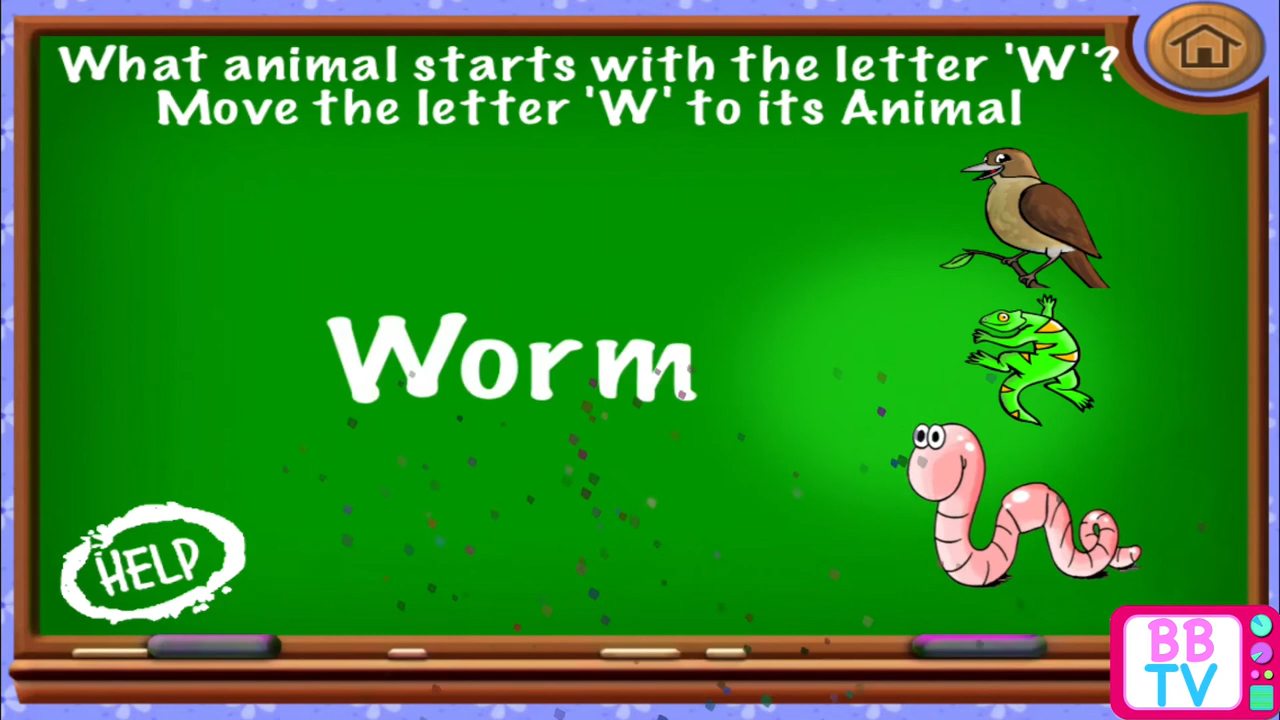 What animal starts with the letter 'W'?
Move the letter 'W' to its Animal
Worm
HELP
BB
TV